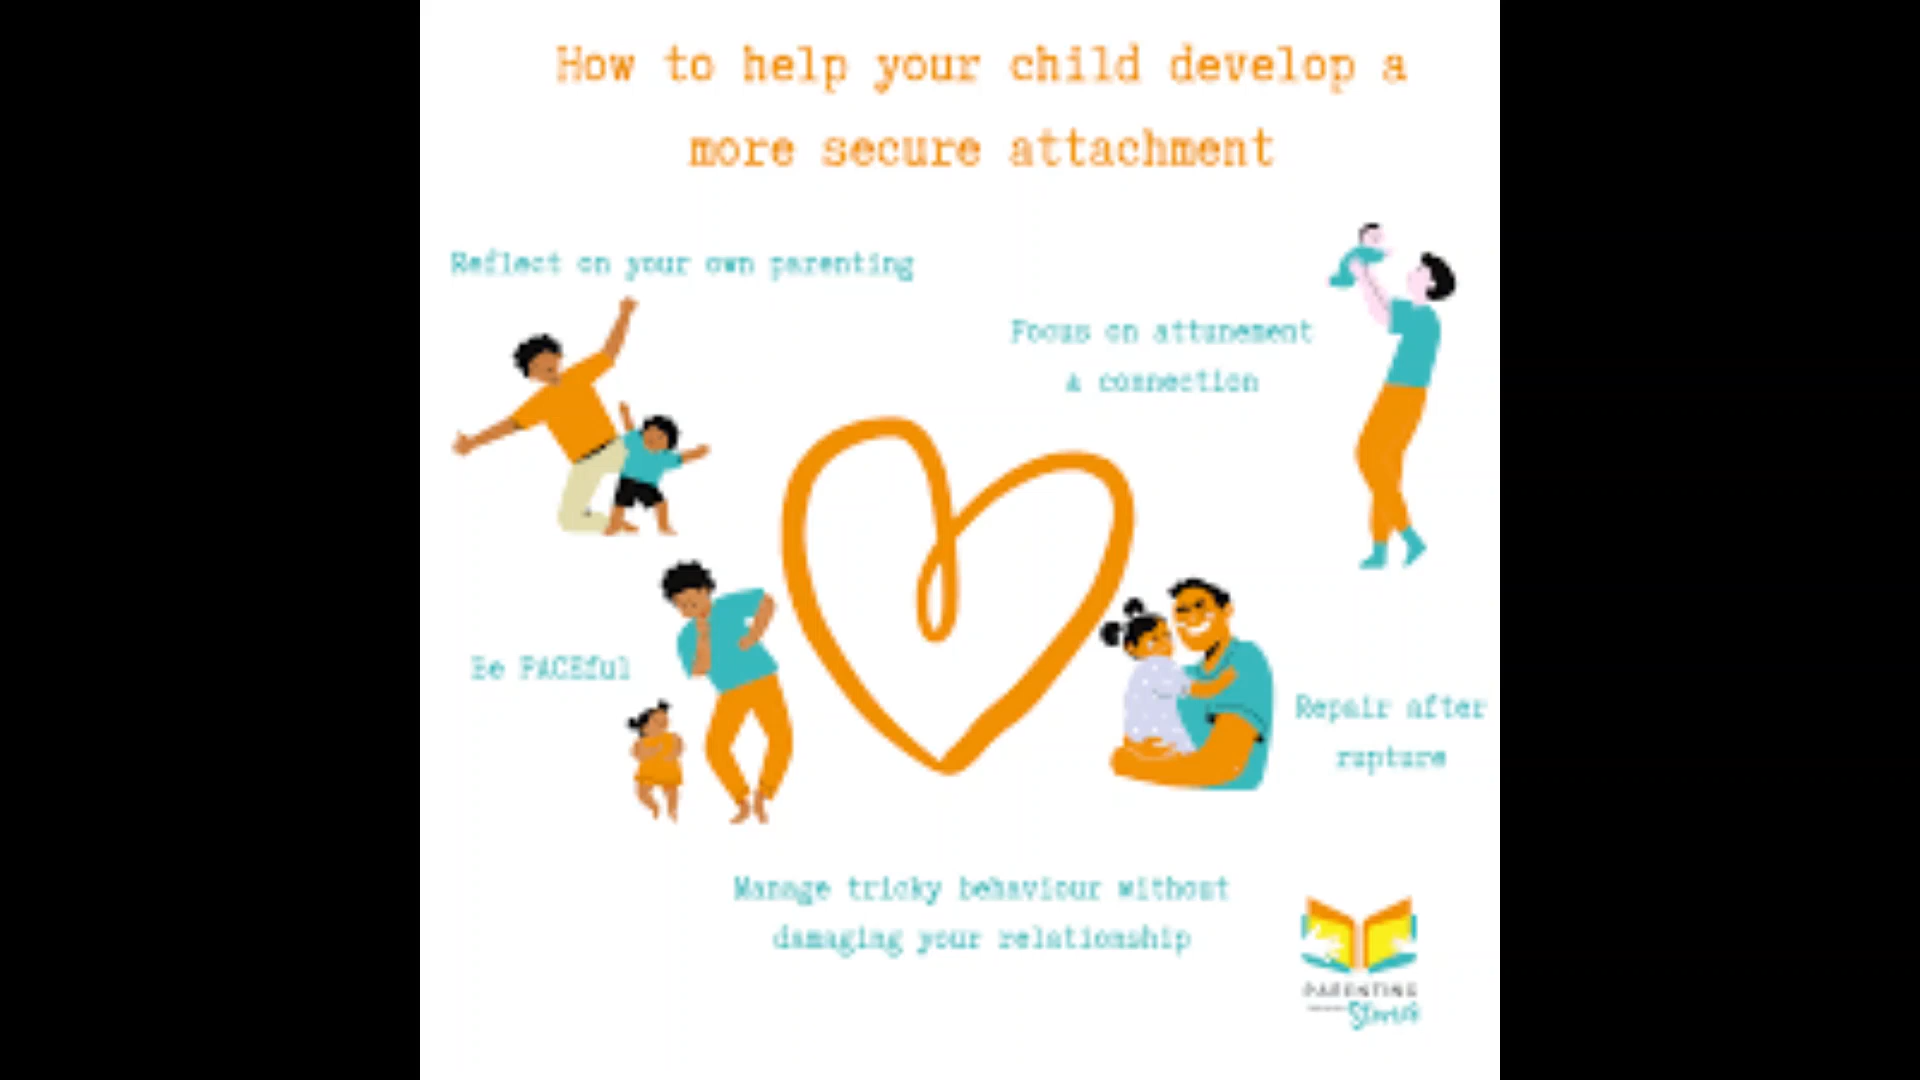 How to help your child develop a
more secure attachment
Reflect on your own parenting
Focus on attunement
& connection
Be PACEful
Repair after
rupture
Manage tricky behaviour without
damaging your relationship
PARENTING
Stories